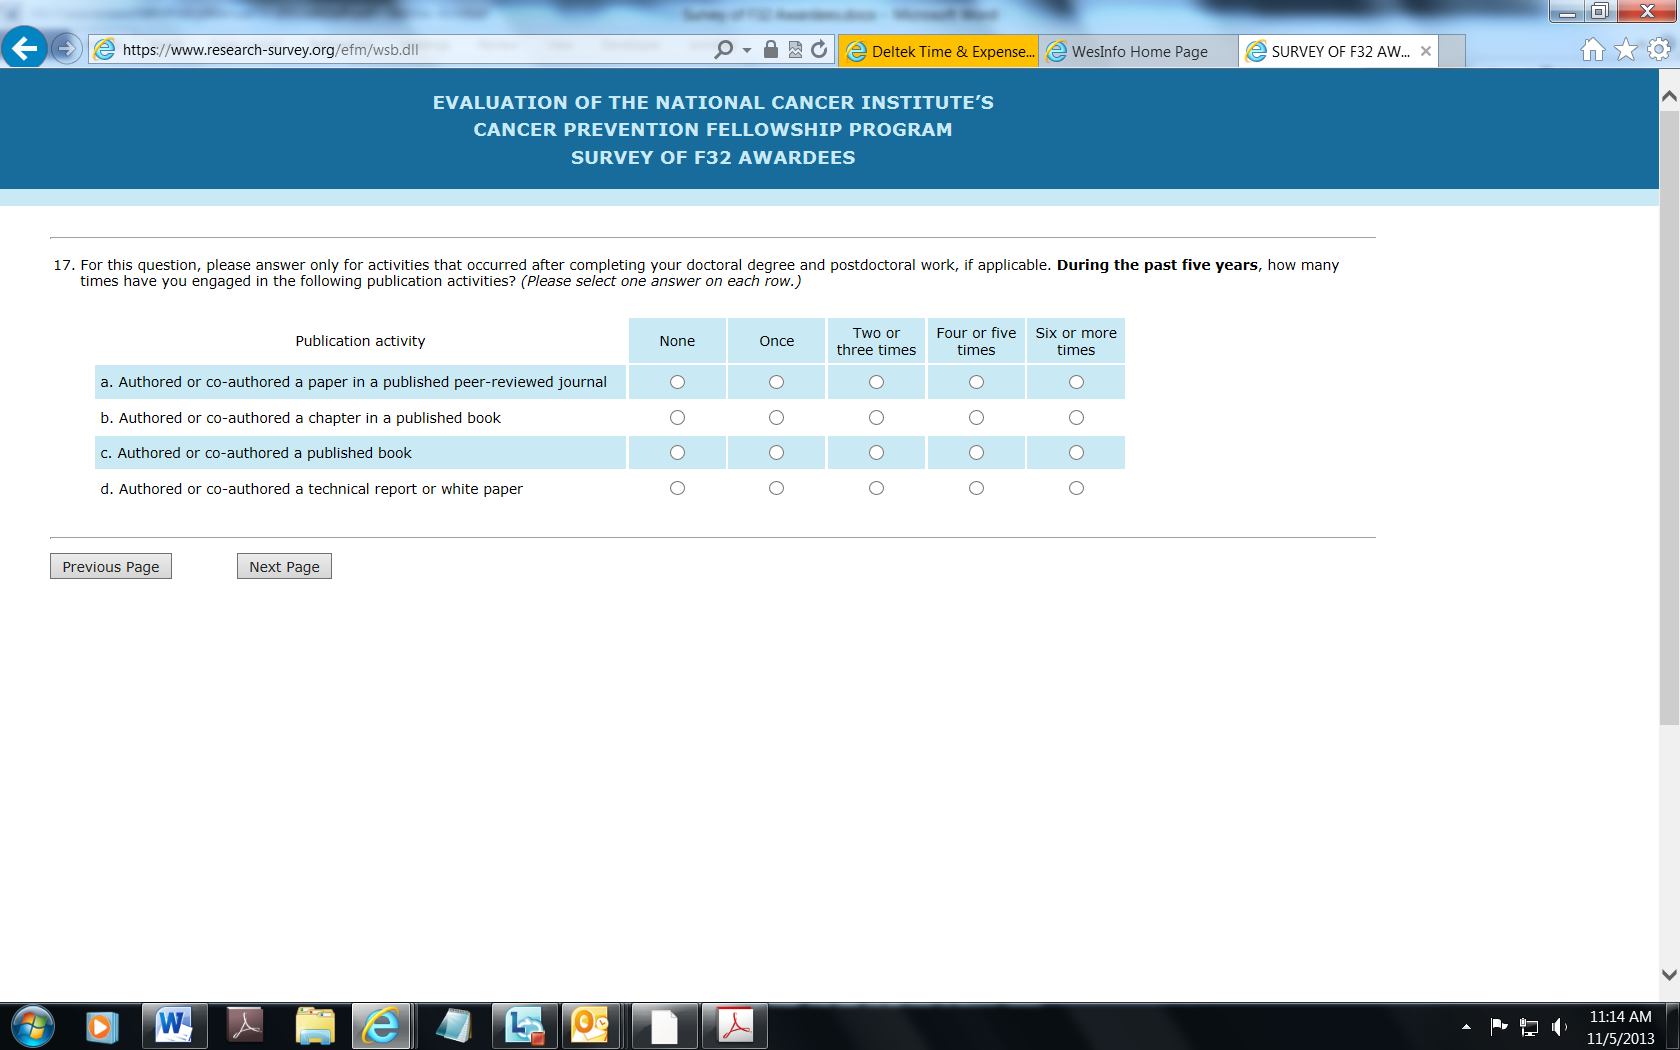 Survey of F32 Awardees.docx - Microsoft Word
https://www.research-survey.org/efm/wsb.dll
Deltek Time & Expense...
WesInfo Home Page
SURVEY OF F32 AW...
EVALUATION OF THE NATIONAL CANCER INSTITUTE’S
CANCER PREVENTION FELLOWSHIP PROGRAM
SURVEY OF F32 AWARDEES
17. For this question, please answer only for activities that occurred after completing your doctoral degree and postdoctoral work, if applicable. During the past five years, how many
times have you engaged in the following publication activities? (Please select one answer on each row.)
Publication activity
None
Once
Two or
three times
Four or five
times
Six or more
times
a. Authored or co-authored a paper in a published peer-reviewed journal
b. Authored or co-authored a chapter in a published book
c. Authored or co-authored a published book
d. Authored or co-authored a technical report or white paper
Previous Page
Next Page
11:14 AM
11/5/2013